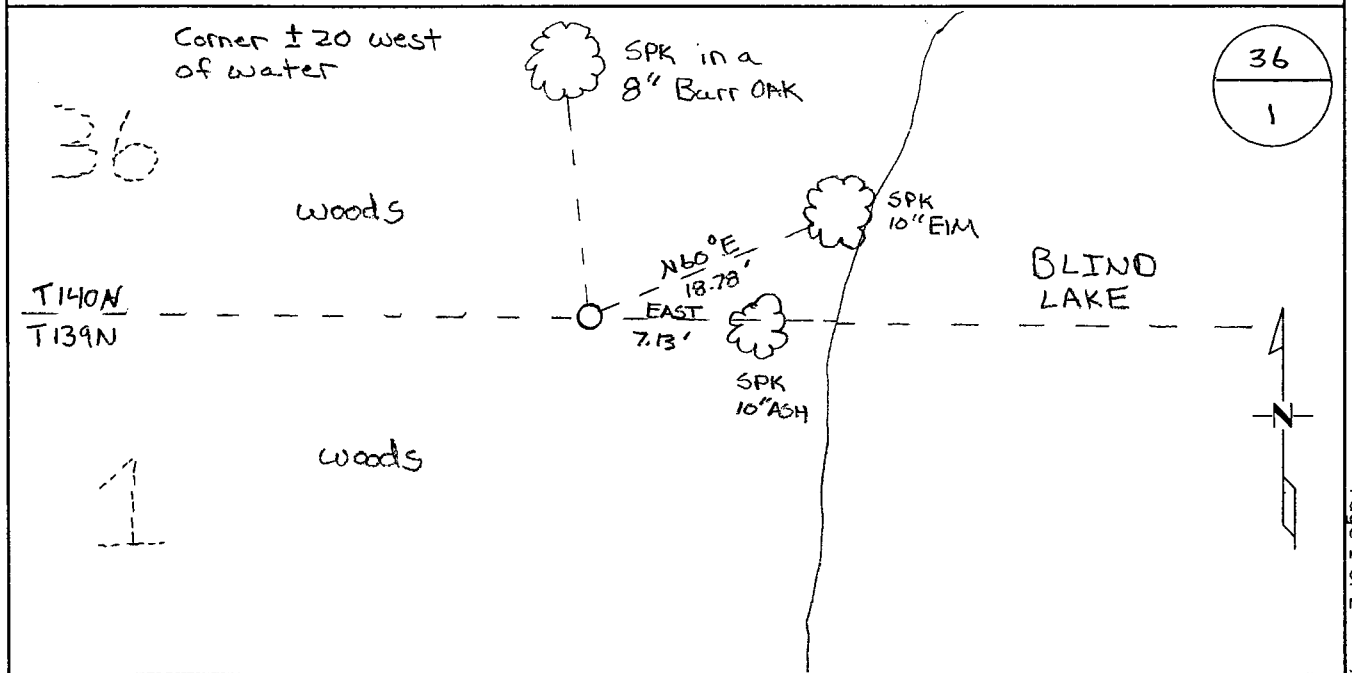 Corner ± 20 west
of water
SPK in a
8" Burr OAK
36
1
36
woods
SPK
10" ElM
N60°E
18.78'
BLIND
LAKE
T140N
T139N
EAST
7.13'
SPK
10" ASH
N
woods
1